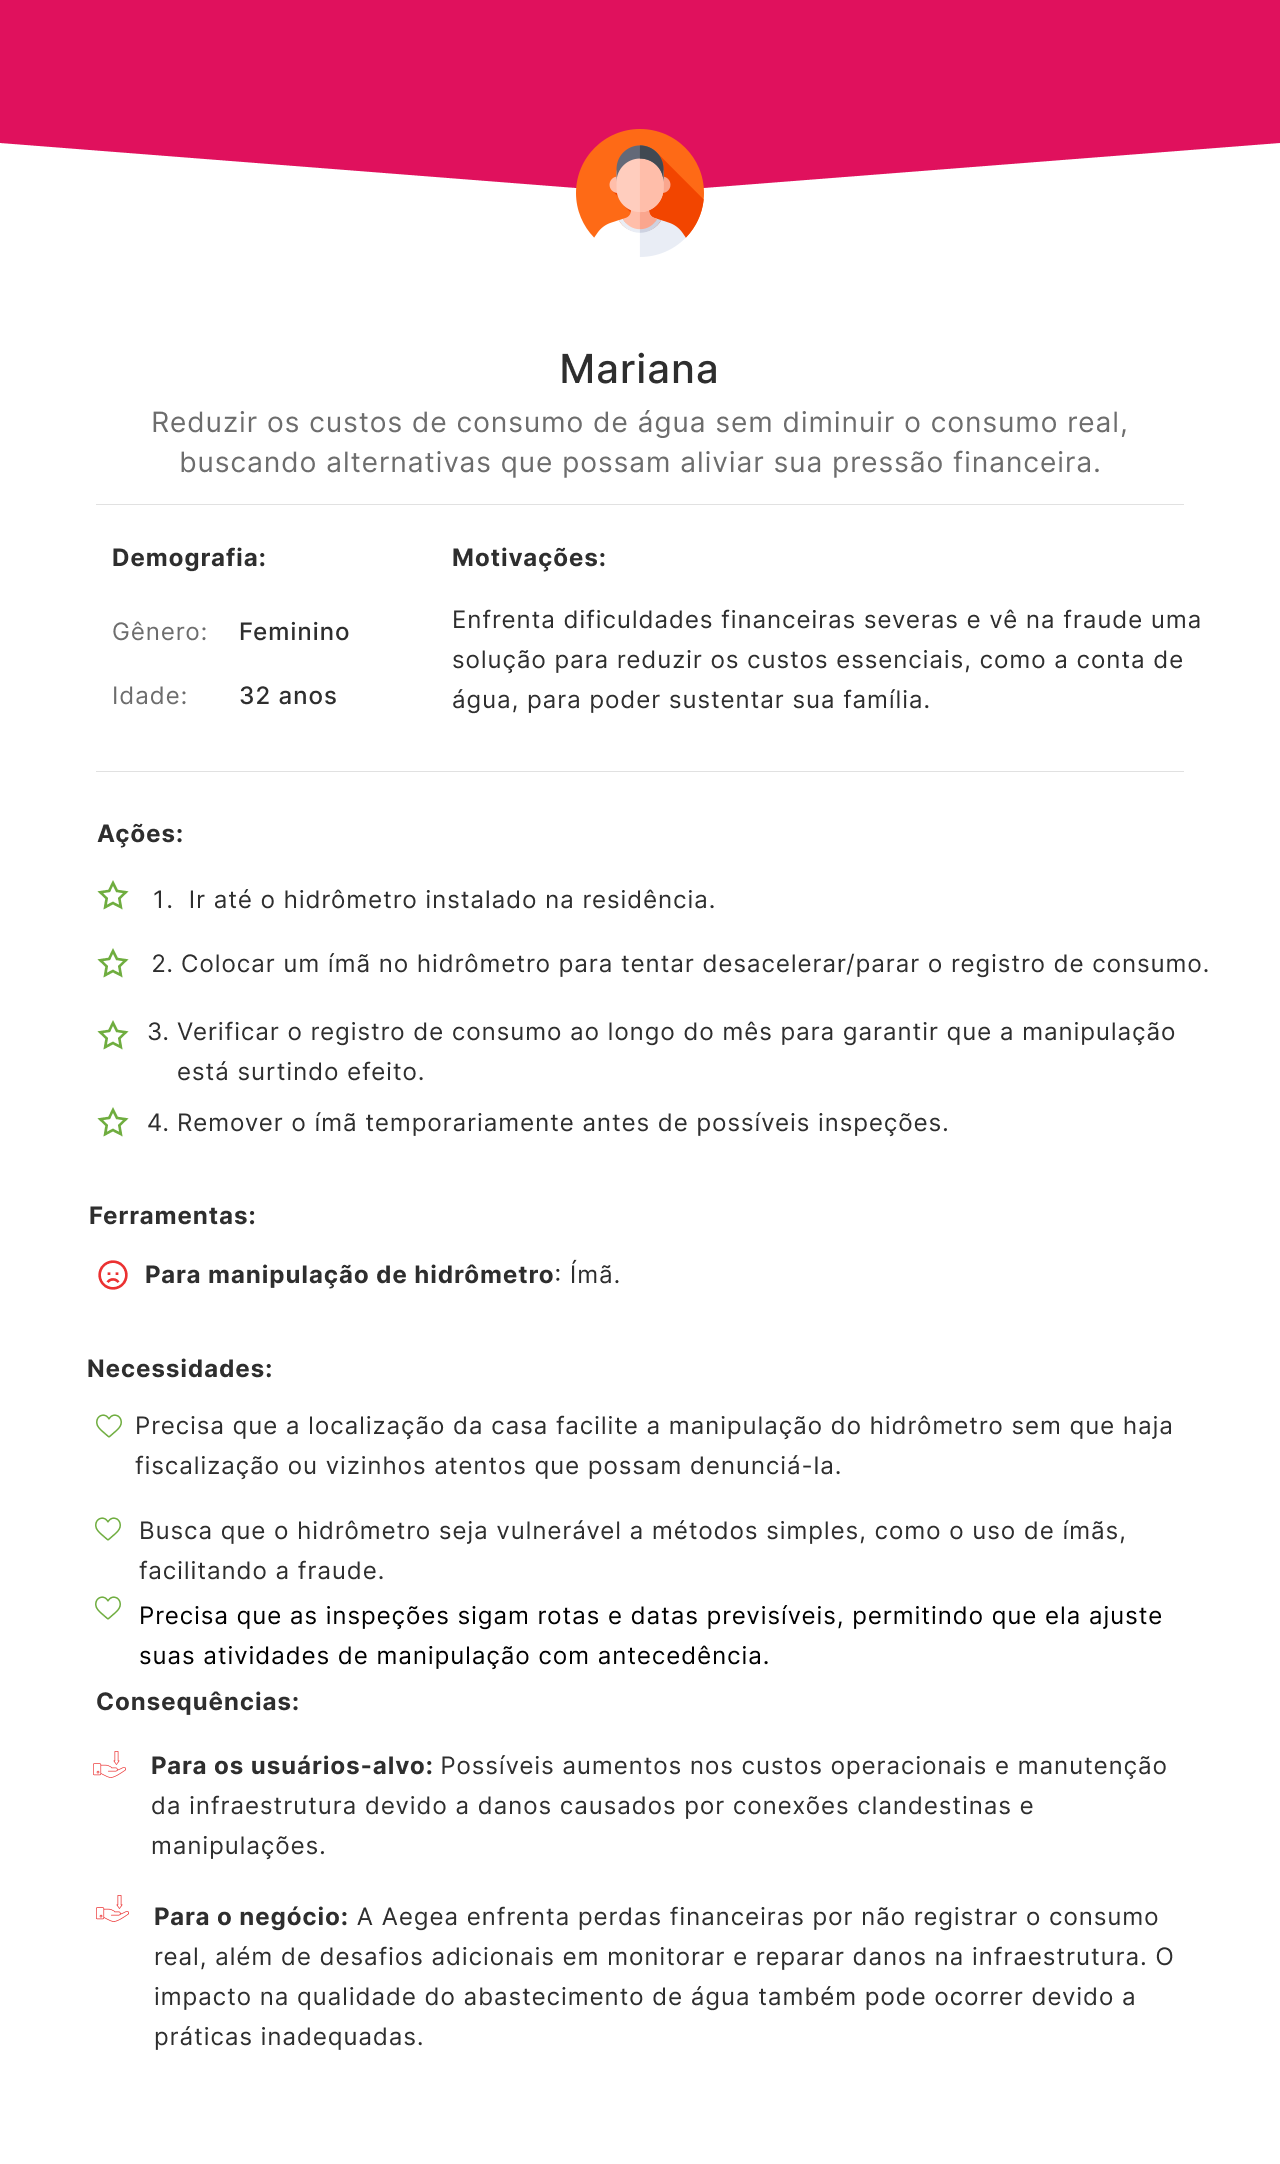 Mariana
Reduzir os custos de consumo de água sem diminuir o consumo real,
buscando alternativas que possam aliviar sua pressão financeira.
Demografia:
Gênero: Feminino
Idade: 32 anos
Motivações:
Enfrenta dificuldades financeiras severas e vê na fraude uma
solução para reduzir os custos essenciais, como a conta de
água, para poder sustentar sua família.
Ações:
1. Ir até o hidrômetro instalado na residência.
2. Colocar um ímã no hidrômetro para tentar desacelerar/parar o registro de consumo.
3. Verificar o registro de consumo ao longo do mês para garantir que a manipulação
está surtindo efeito.
4. Remover o ímã temporariamente antes de possíveis inspeções.
Ferramentas:
Para manipulação de hidrômetro: Ímã.
Necessidades:
Precisa que a localização da casa facilite a manipulação do hidrômetro sem que haja
fiscalização ou vizinhos atentos que possam denunciá-la.
Busca que o hidrômetro seja vulnerável a métodos simples, como o uso de ímãs,
facilitando a fraude.
Precisa que as inspeções sigam rotas e datas previsíveis, permitindo que ela ajuste
suas atividades de manipulação com antecedência.
Consequências:
Para os usuários-alvo: Possíveis aumentos nos custos operacionais e manutenção
da infraestrutura devido a danos causados por conexões clandestinas e
manipulações.
Para o negócio: A Aegea enfrenta perdas financeiras por não registrar o consumo
real, além de desafios adicionais em monitorar e reparar danos na infraestrutura. O
impacto na qualidade do abastecimento de água também pode ocorrer devido a
práticas inadequadas.